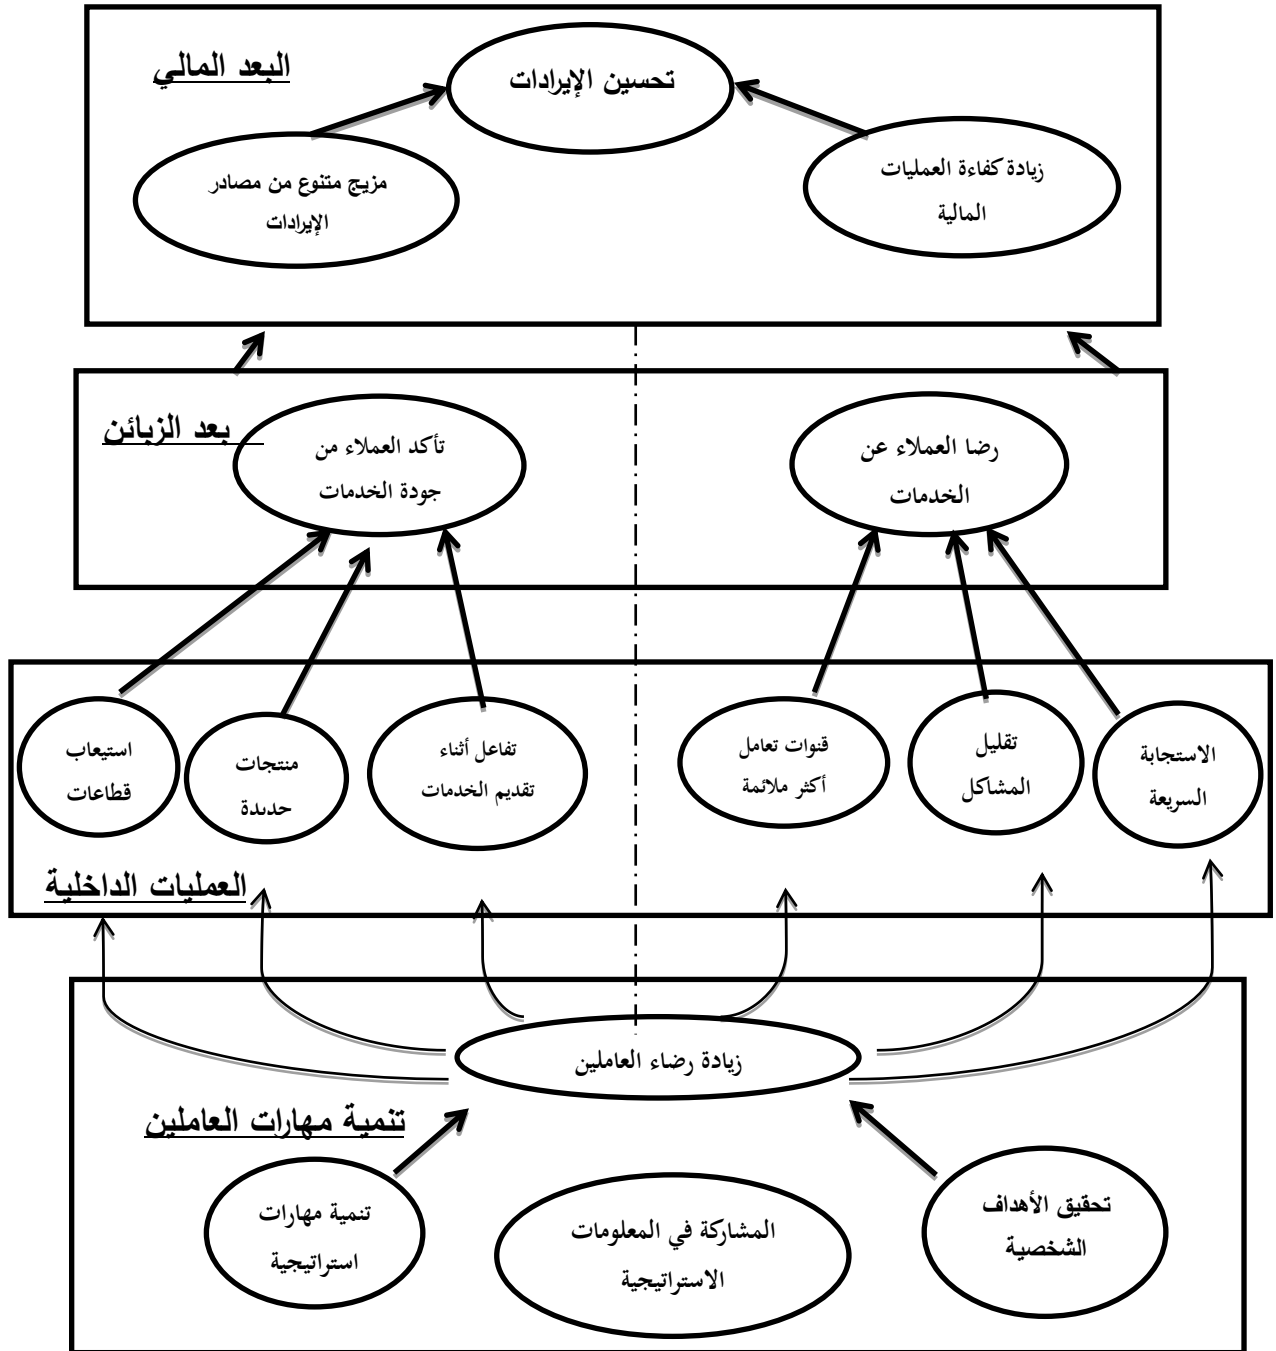 البعد المالي
تحسين الإيرادات
زيادة كفاءة العمليات
المالية
مزيج متنوع من مصادر
الإيرادات
بعد الزبائن
رضا العملاء عن
الخدمات
تأكد العملاء من
جودة الخدمات
الاستجابة
السريعة
تقليل
المشاكل
قنوات تعامل
أكثر ملائمة
تفاعل أثناء
تقديم الخدمات
منتجات
جديدة
استيعاب
قطاعات
العمليات الداخلية
زيادة رضاء العاملين
تنمية مهارات العاملين
تحقيق الأهداف
الشخصية
المشاركة في المعلومات
الاستراتيجية
تنمية مهارات
استراتيجية